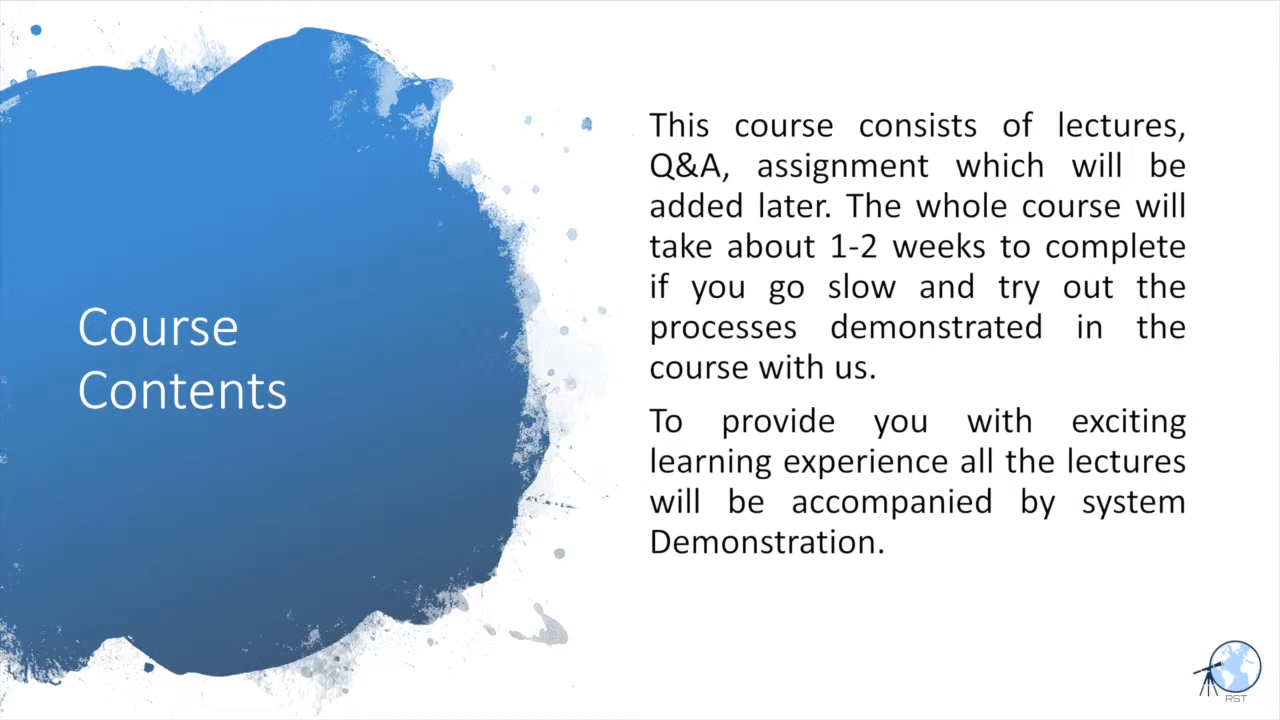 Course
Contents
This course consists of lectures,
Q&A, assignment which will be
added later. The whole course will
take about 1-2 weeks to complete
if you go slow and try out the
processes demonstrated in the
course with us.
To provide you with exciting
learning experience all the lectures
will be accompanied by system
Demonstration.
RST